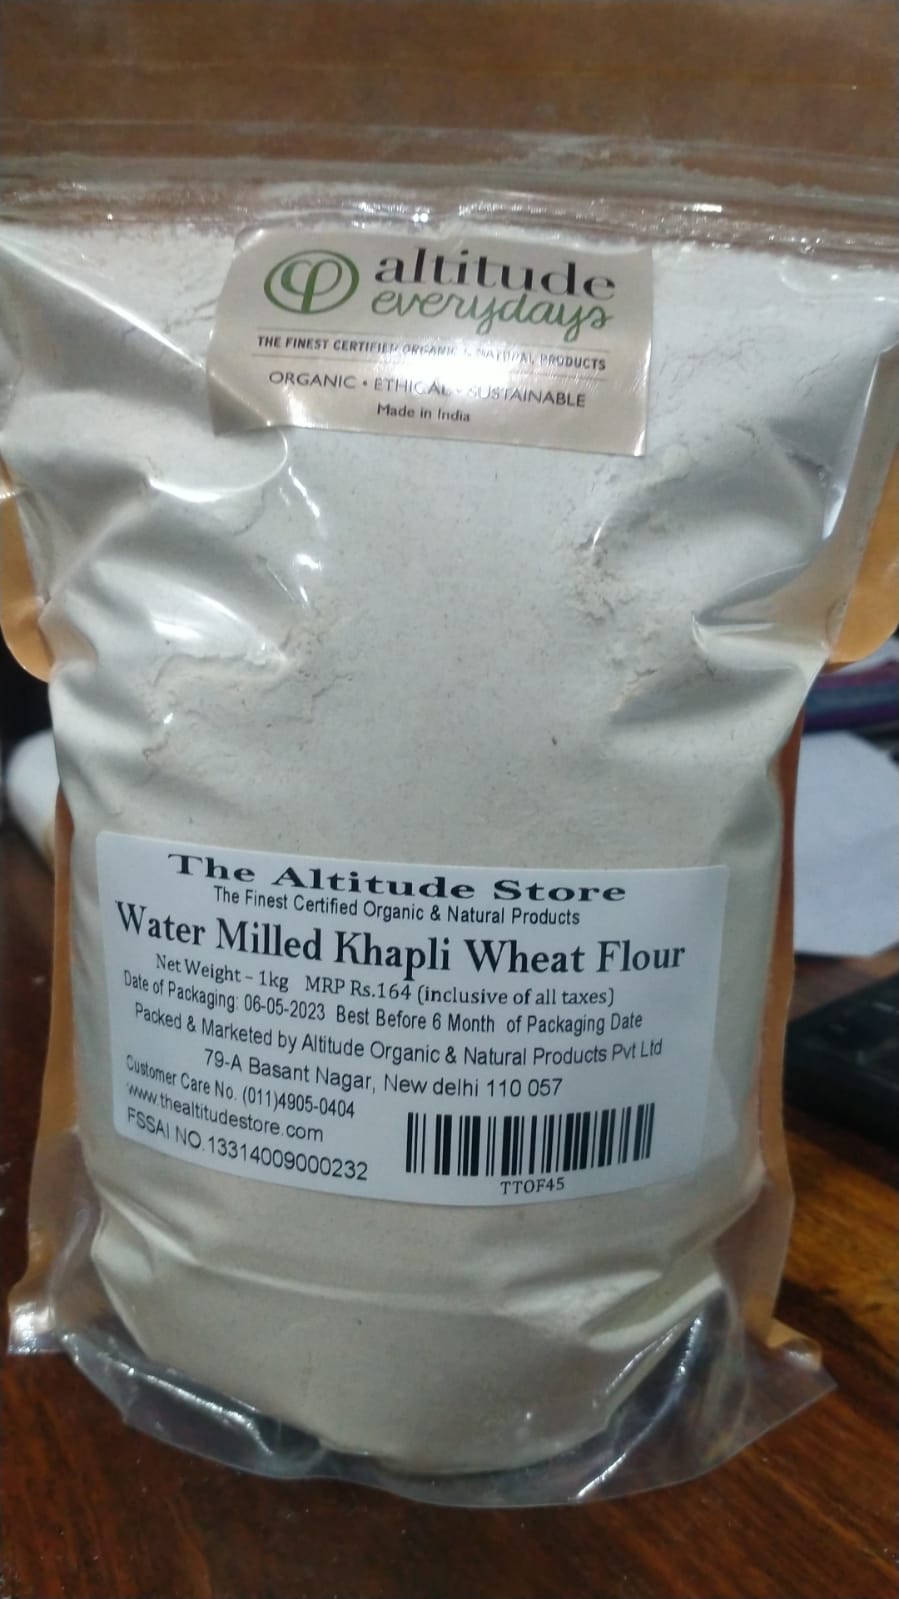 altitude
everydays
THE FINEST CERTIFIED ORGANIC & NATURAL PRODUCTS
ORGANIC • ETHICAL • SUSTAINABLE
Made in India
The Altitude Store
The Finest Certified Organic & Natural Products
Water Milled Khapli Wheat Flour
Net Weight - 1kg MRP Rs.164 (inclusive of all taxes)
Date of Packaging: 06-05-2023 Best Before 6 Month of Packaging Date
Packed & Marketed by Altitude Organic & Natural Products Pvt Ltd
79-A Basant Nagar, New delhi 110 057
Customer Care No. (011)4905-0404
www.thealtitudestore.com
FSSAI NO.13314009000232
TTOF45